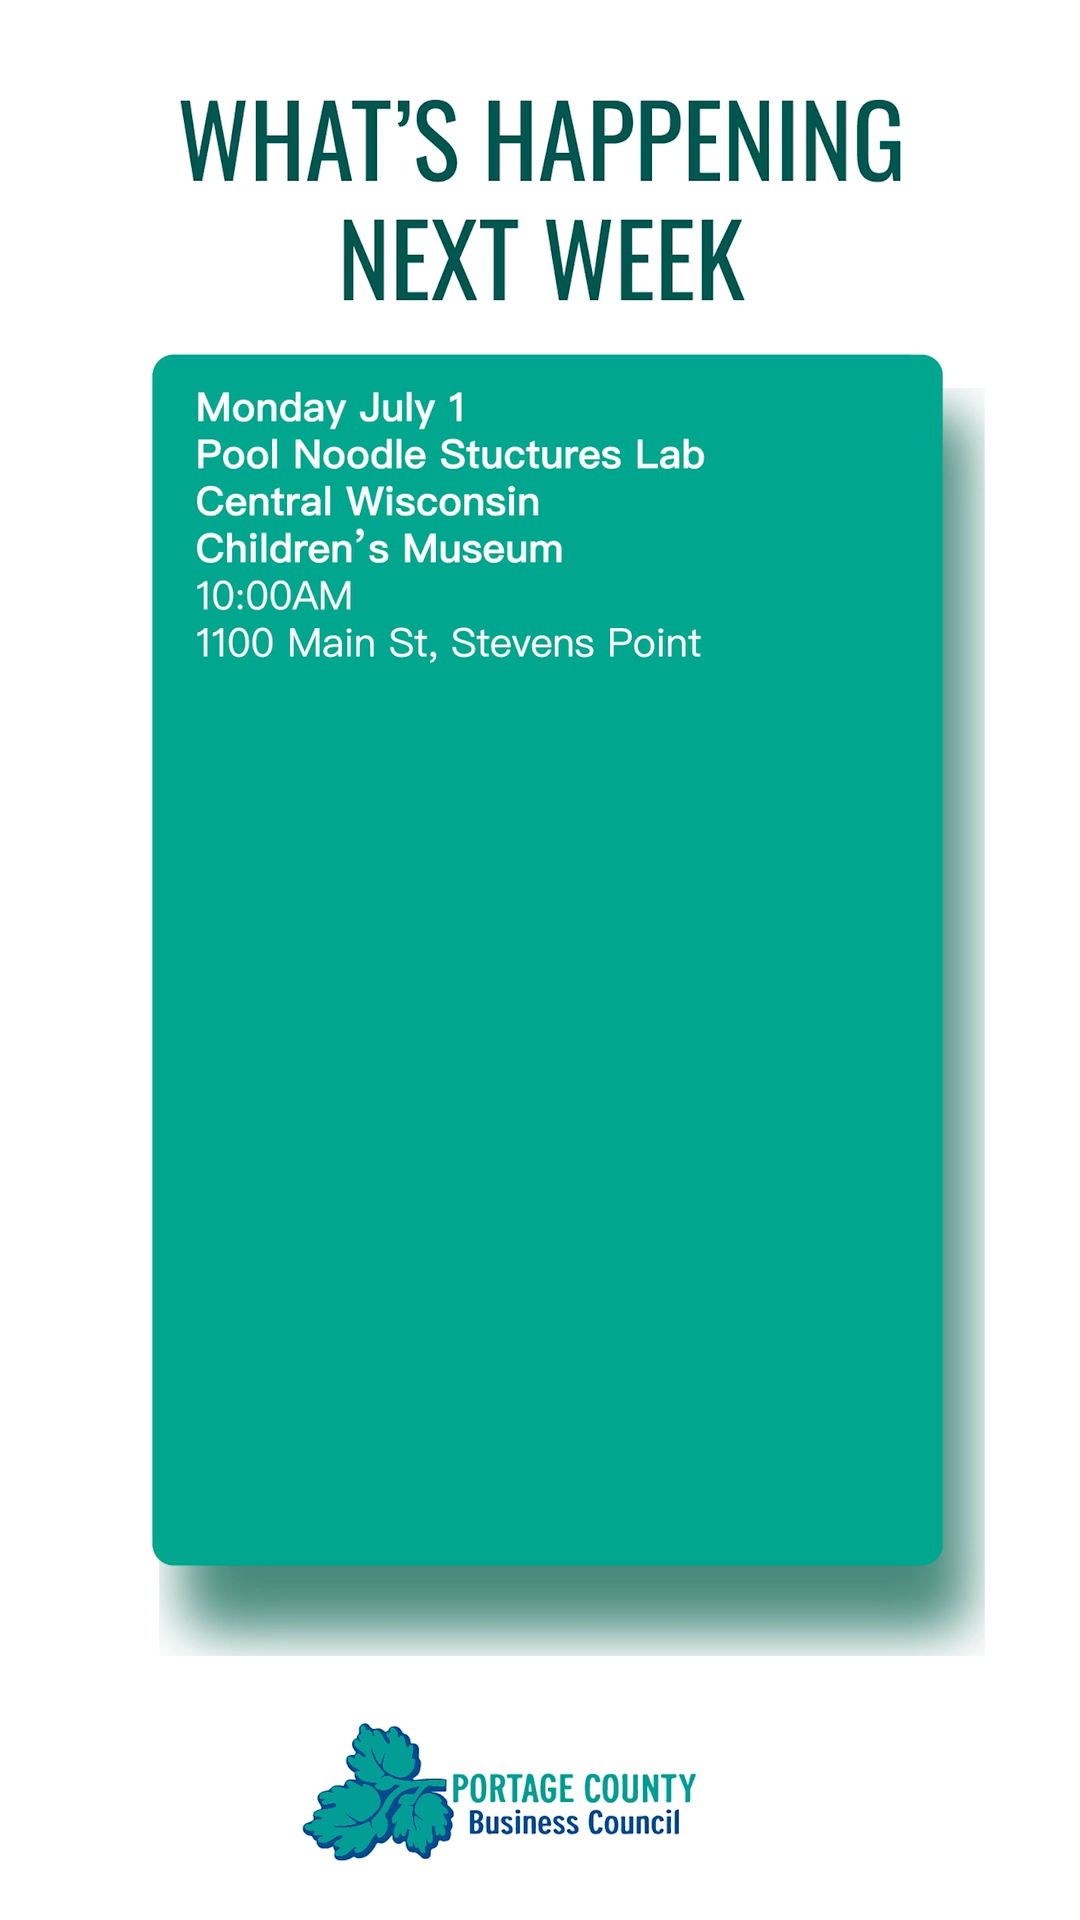 WHAT’S HAPPENING
NEXT WEEK
Monday July 1
Pool Noodle Stuctures Lab
Central Wisconsin
Children’s Museum
10:00AM
1100 Main St, Stevens Point
PORTAGE COUNTY
Business Council